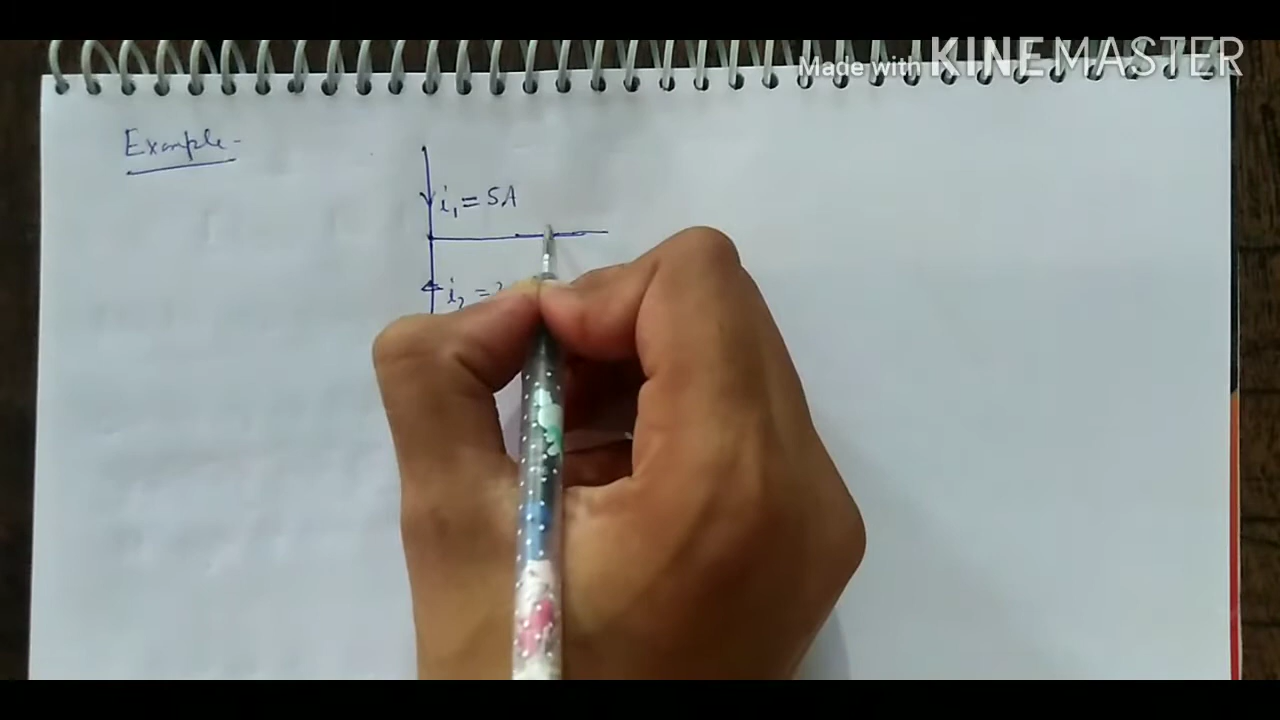 Made with KINEMASTER
Example-
i₁ = 5A
i₂ =